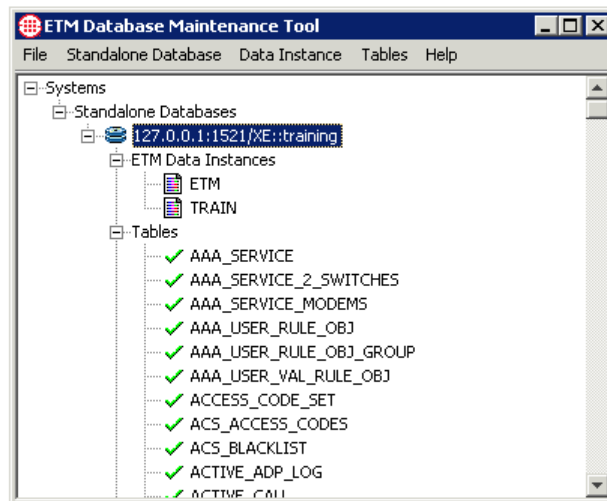 ETM Database Maintenance Tool
File Standalone Database Data Instance Tables Help
Systems
Standalone Databases
127.0.0.1:1521/XE::training
ETM Data Instances
ETM
TRAIN
Tables
AAA_SERVICE
AAA_SERVICE_2_SWITCHES
AAA_SERVICE_MODEMS
AAA_USER_RULE_OBJ
AAA_USER_RULE_OBJ_GROUP
AAA_USER_VAL_RULE_OBJ
ACCESS_CODE_SET
ACS_ACCESS_CODES
ACS_BLACKLIST
ACTIVE_ADP_LOG
ACTIVE_CALL